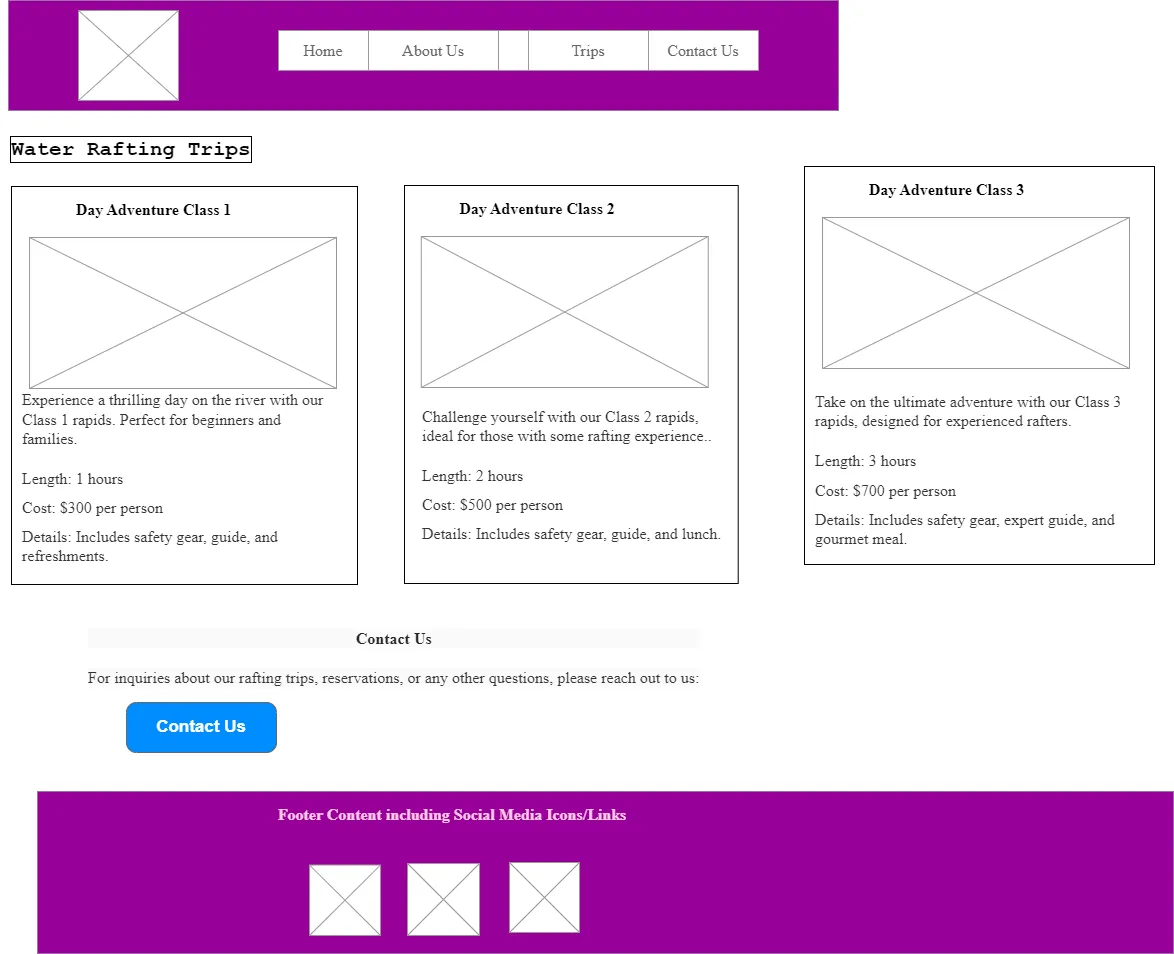 Home About Us Trips Contact Us
Water Rafting Trips
Day Adventure Class 1
Experience a thrilling day on the river with our
Class 1 rapids. Perfect for beginners and
families.
Length: 1 hours
Cost: $300 per person
Details: Includes safety gear, guide, and
refreshments.
Day Adventure Class 2
Challenge yourself with our Class 2 rapids,
ideal for those with some rafting experience..
Length: 2 hours
Cost: $500 per person
Details: Includes safety gear, guide, and lunch.
Day Adventure Class 3
Take on the ultimate adventure with our Class 3
rapids, designed for experienced rafters.
Length: 3 hours
Cost: $700 per person
Details: Includes safety gear, expert guide, and
gourmet meal.
Contact Us
For inquiries about our rafting trips, reservations, or any other questions, please reach out to us:
Contact Us
Footer Content including Social Media Icons/Links